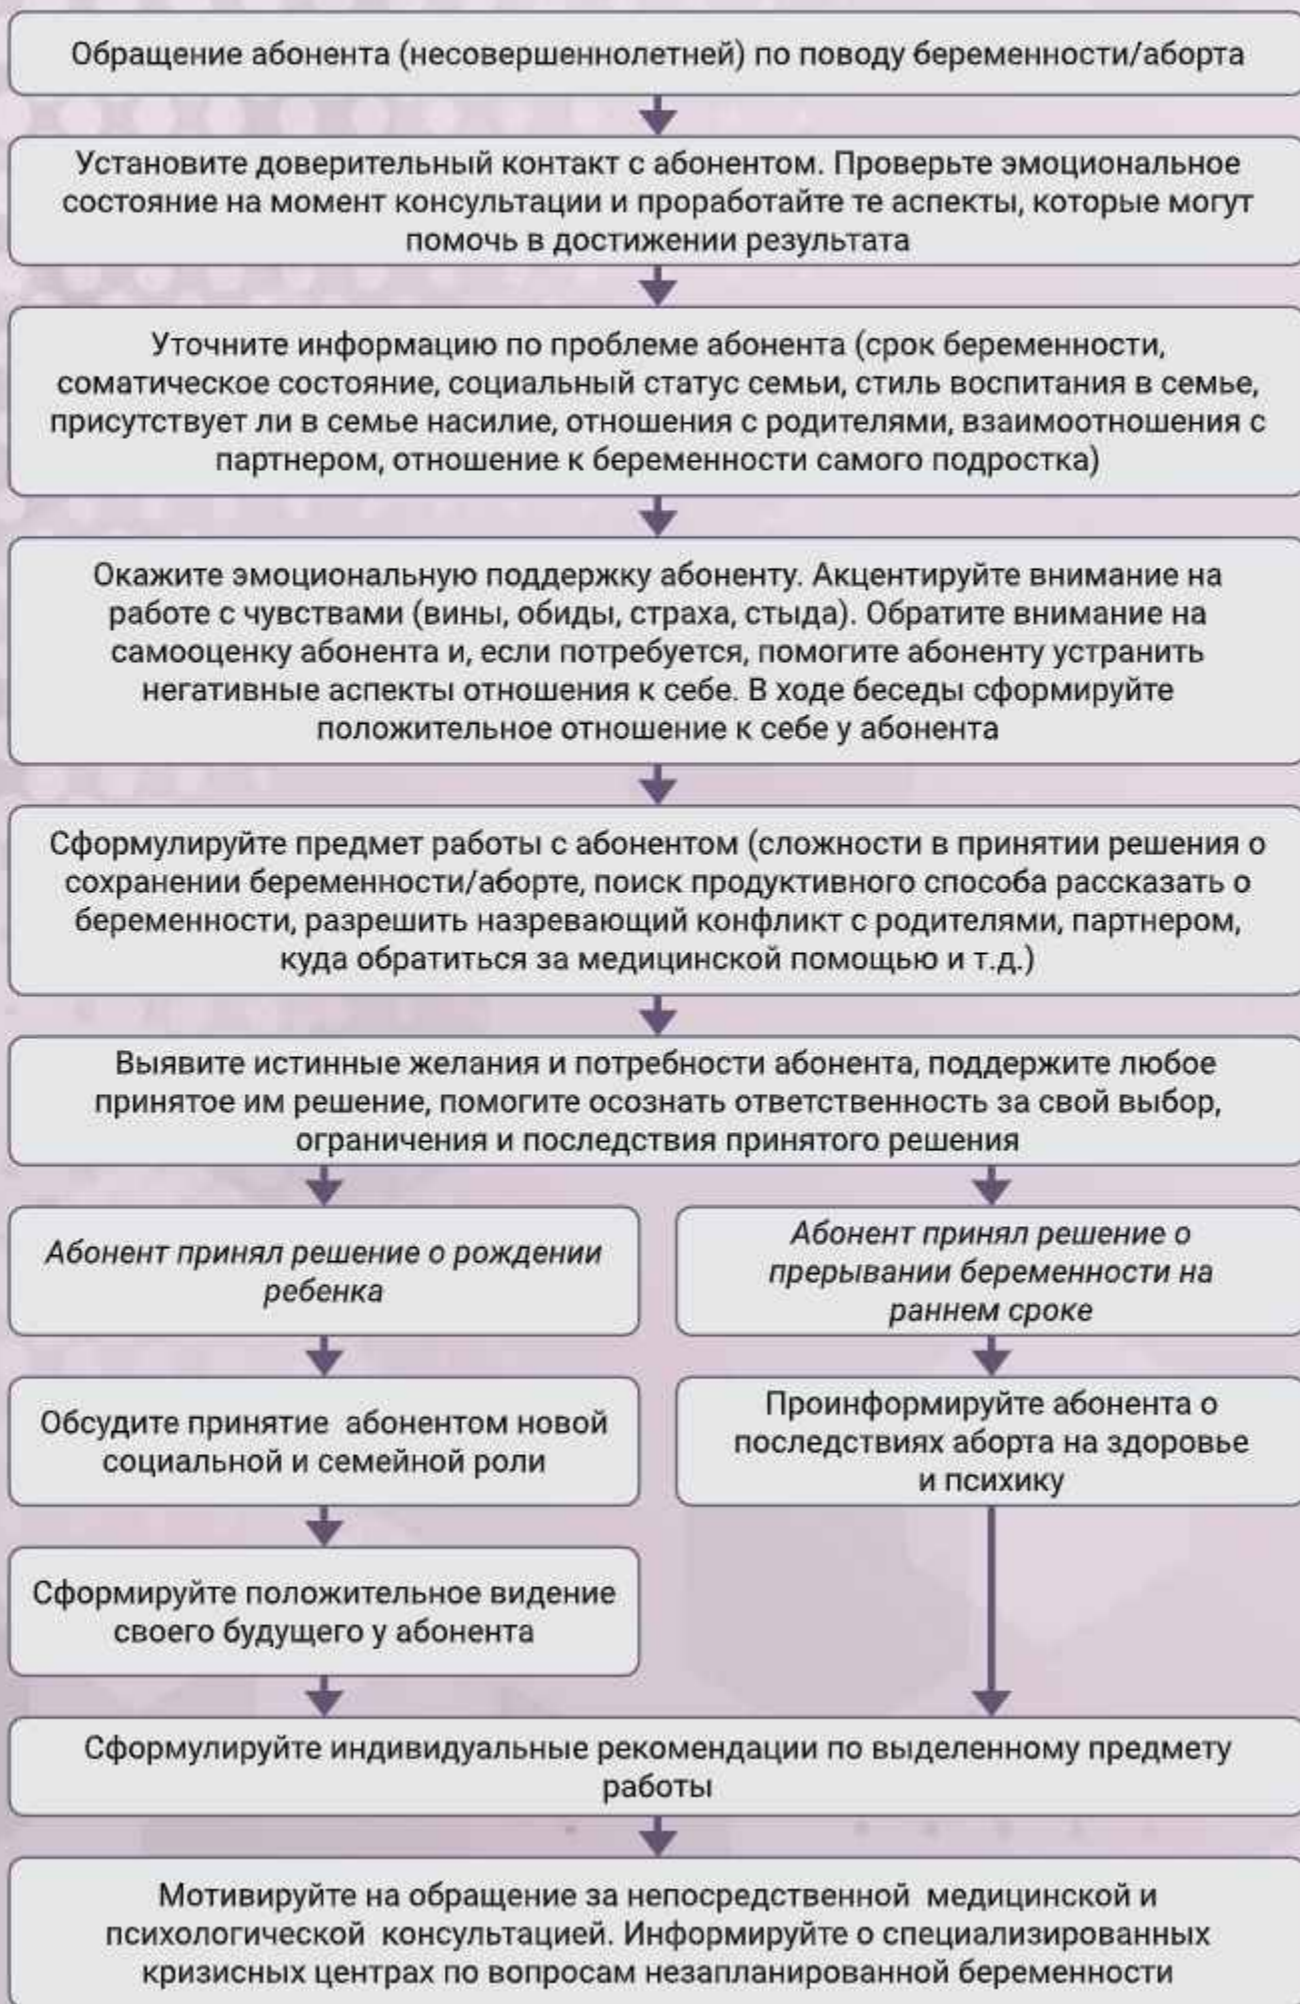 Обращение абонента (несовершеннолетней) по поводу беременности/аборта
Установите доверительный контакт с абонентом. Проверьте эмоциональное
состояние на момент консультации и проработайте те аспекты, которые могут
помочь в достижении результата
Уточните информацию по проблеме абонента (срок беременности,
соматическое состояние, социальный статус семьи, стиль воспитания в семье,
присутствует ли в семье насилие, отношения с родителями, взаимоотношения с
партнером, отношение к беременности самого подростка)
Окажите эмоциональную поддержку абоненту. Акцентируйте внимание на
работе с чувствами (вины, обиды, страха, стыда). Обратите внимание на
самооценку абонента и, если потребуется, помогите абоненту устранить
негативные аспекты отношения к себе. В ходе беседы сформируйте
положительное отношение к себе у абонента
Сформулируйте предмет работы с абонентом (сложности в принятии решения о
сохранении беременности/аборте, поиск продуктивного способа рассказать о
беременности, разрешить назревающий конфликт с родителями, партнером,
куда обратиться за медицинской помощью и т.д.)
Выявите истинные желания и потребности абонента, поддержите любое
принятое им решение, помогите осознать ответственность за свой выбор,
ограничения и последствия принятого решения
Абонент принял решение о рождении
ребенка
Абонент принял решение о
прерывании беременности на
раннем сроке
Обсудите принятие абонентом новой
социальной и семейной роли
Проинформируйте абонента о
последствиях аборта на здоровье
и психику
Сформируйте положительное видение
своего будущего у абонента
Сформулируйте индивидуальные рекомендации по выделенному предмету
работы
Мотивируйте на обращение за непосредственной медицинской и
психологической консультацией. Информируйте о специализированных
кризисных центрах по вопросам незапланированной беременности